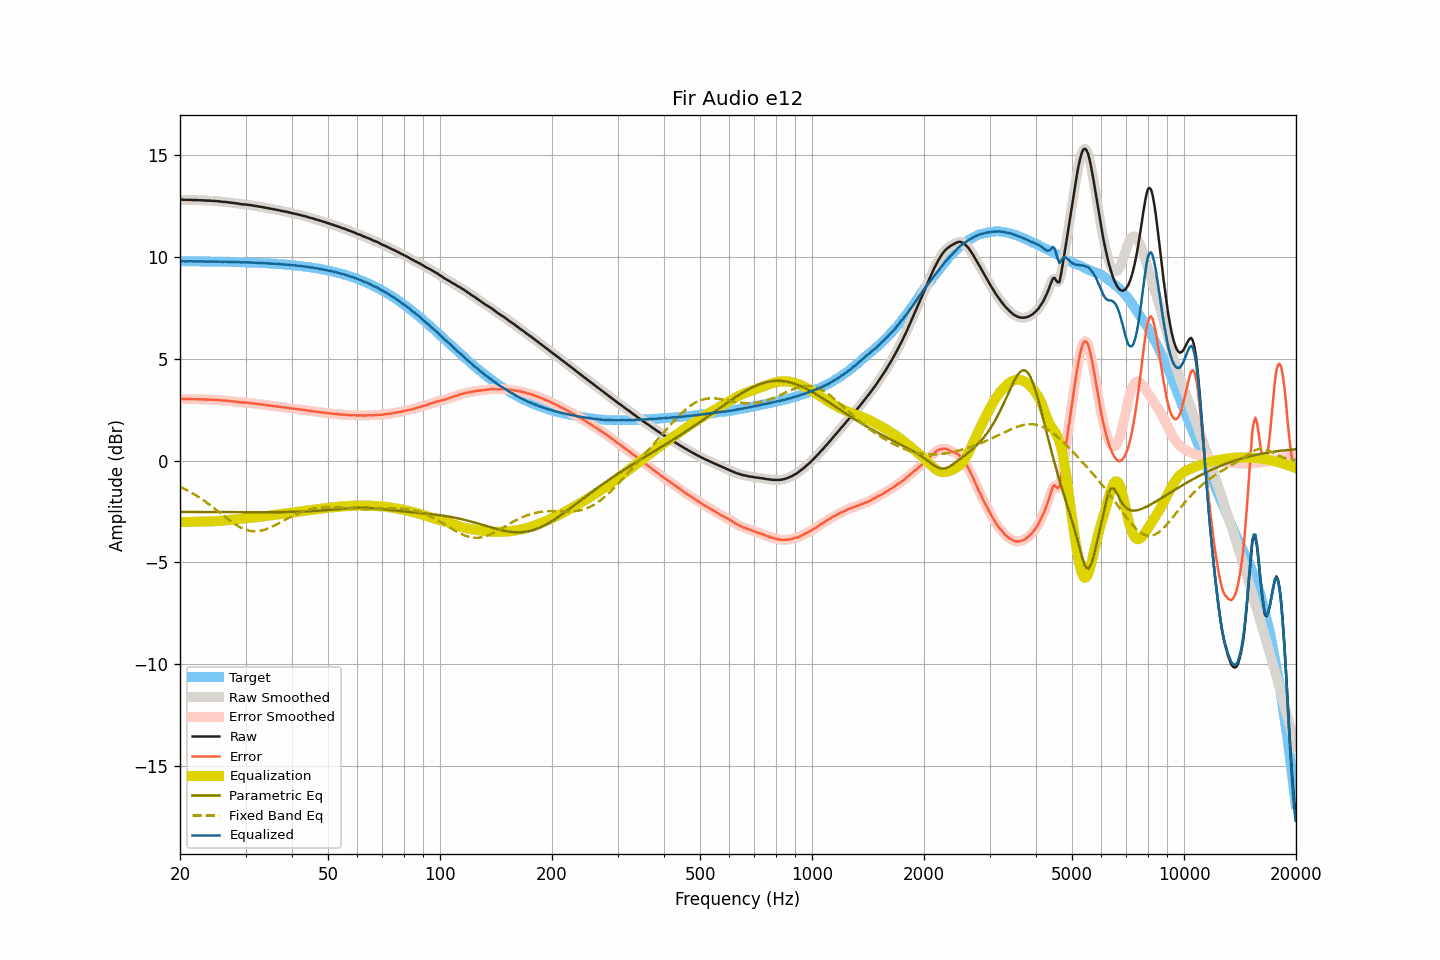 Fir Audio e12
15
10
5
0
−5
−10
−15
Amplitude (dBr)
Target
Raw Smoothed
Error Smoothed
Raw
Error
Equalization
Parametric Eq
Fixed Band Eq
Equalized
20 50 100 200 500 1000 2000 5000 10000 20000
Frequency (Hz)